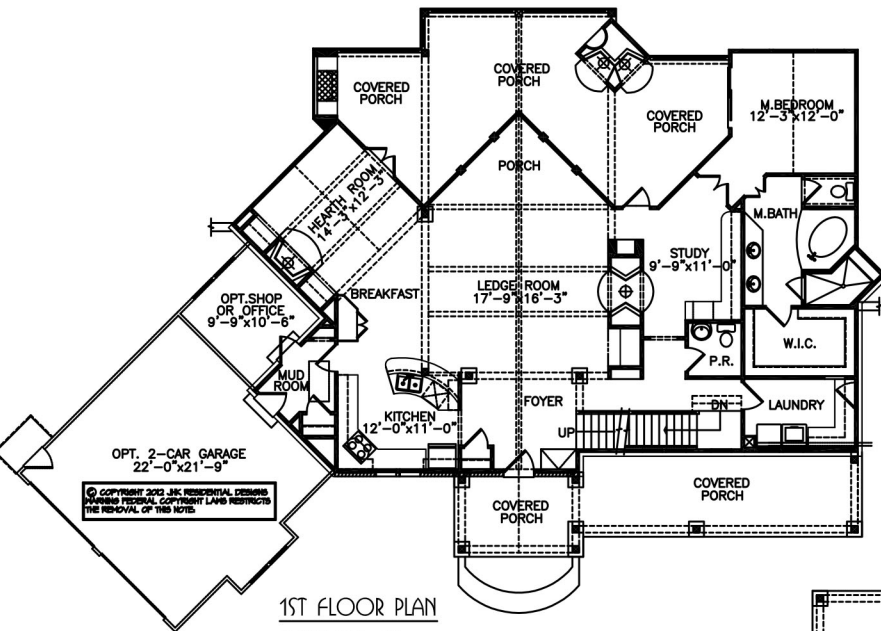 COVERED
PORCH
COVERED
PORCH
COVERED
PORCH
M.BEDROOM
12'-3"x12'-0"
PORCH
HEARTH ROOM
14'-3"x12'-3"
M.BATH
STUDY
9'-9"x11'-0"
BREAKFAST
LEDGE ROOM
17'-9"x16'-3"
OPT.SHOP
OR OFFICE
9'-9"x10'-6"
W.I.C.
P.R.
MUD
ROOM
KITCHEN
12'-0"x11'-0"
FOYER
UP
DN
LAUNDRY
OPT. 2-CAR GARAGE
22'-0"x21'-9"
© COPYRIGHT 2012 JHK RESIDENTIAL DESIGNS
WARNING FEDERAL COPYRIGHT LAWS RESTRICTS
THE REMOVAL OF THIS NOTE.
COVERED
PORCH
COVERED
PORCH
1ST FLOOR PLAN